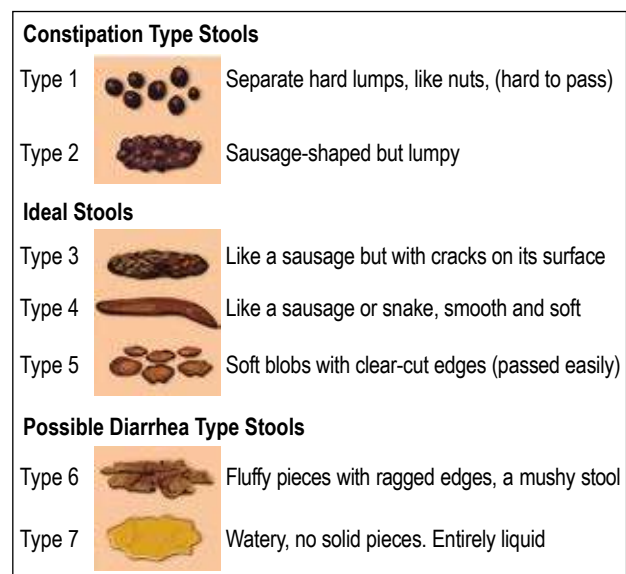 Constipation Type Stools
Type 1 Separate hard lumps, like nuts, (hard to pass)
Type 2 Sausage-shaped but lumpy
Ideal Stools
Type 3 Like a sausage but with cracks on its surface
Type 4 Like a sausage or snake, smooth and soft
Type 5 Soft blobs with clear-cut edges (passed easily)
Possible Diarrhea Type Stools
Type 6 Fluffy pieces with ragged edges, a mushy stool
Type 7 Watery, no solid pieces. Entirely liquid